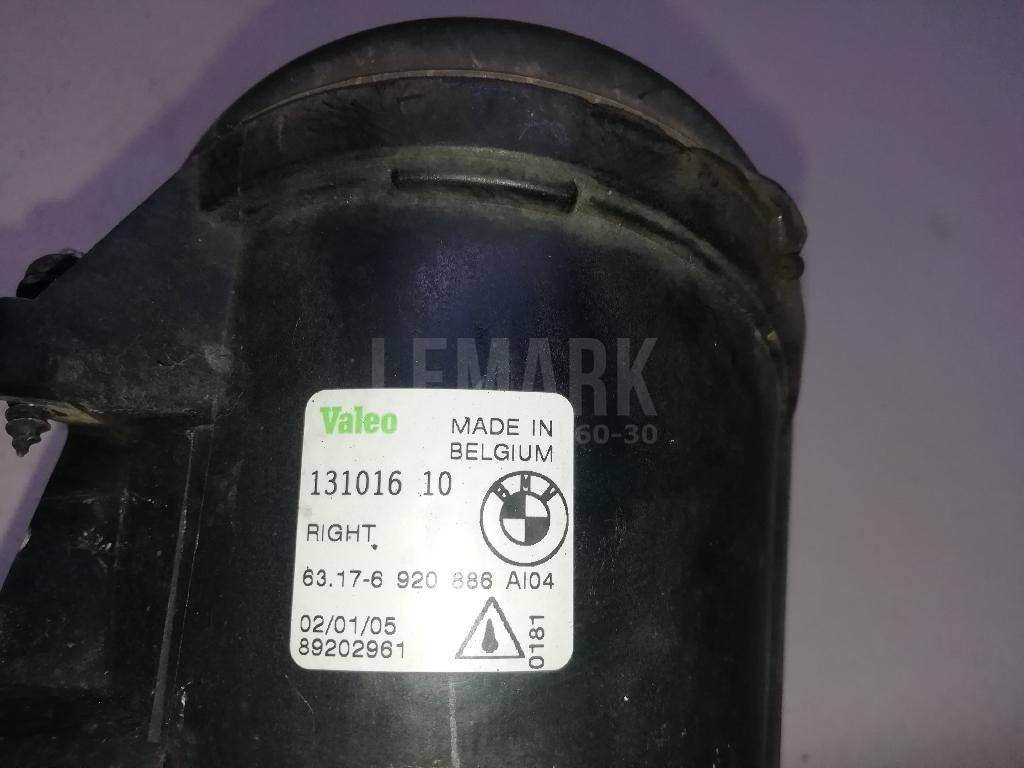 LEMARK
60-30
Valeo
MADE IN
BELGIUM
131016 10
BMW
RIGHT
63.17-6 920 886 AI04
02/01/05
89202961
0181